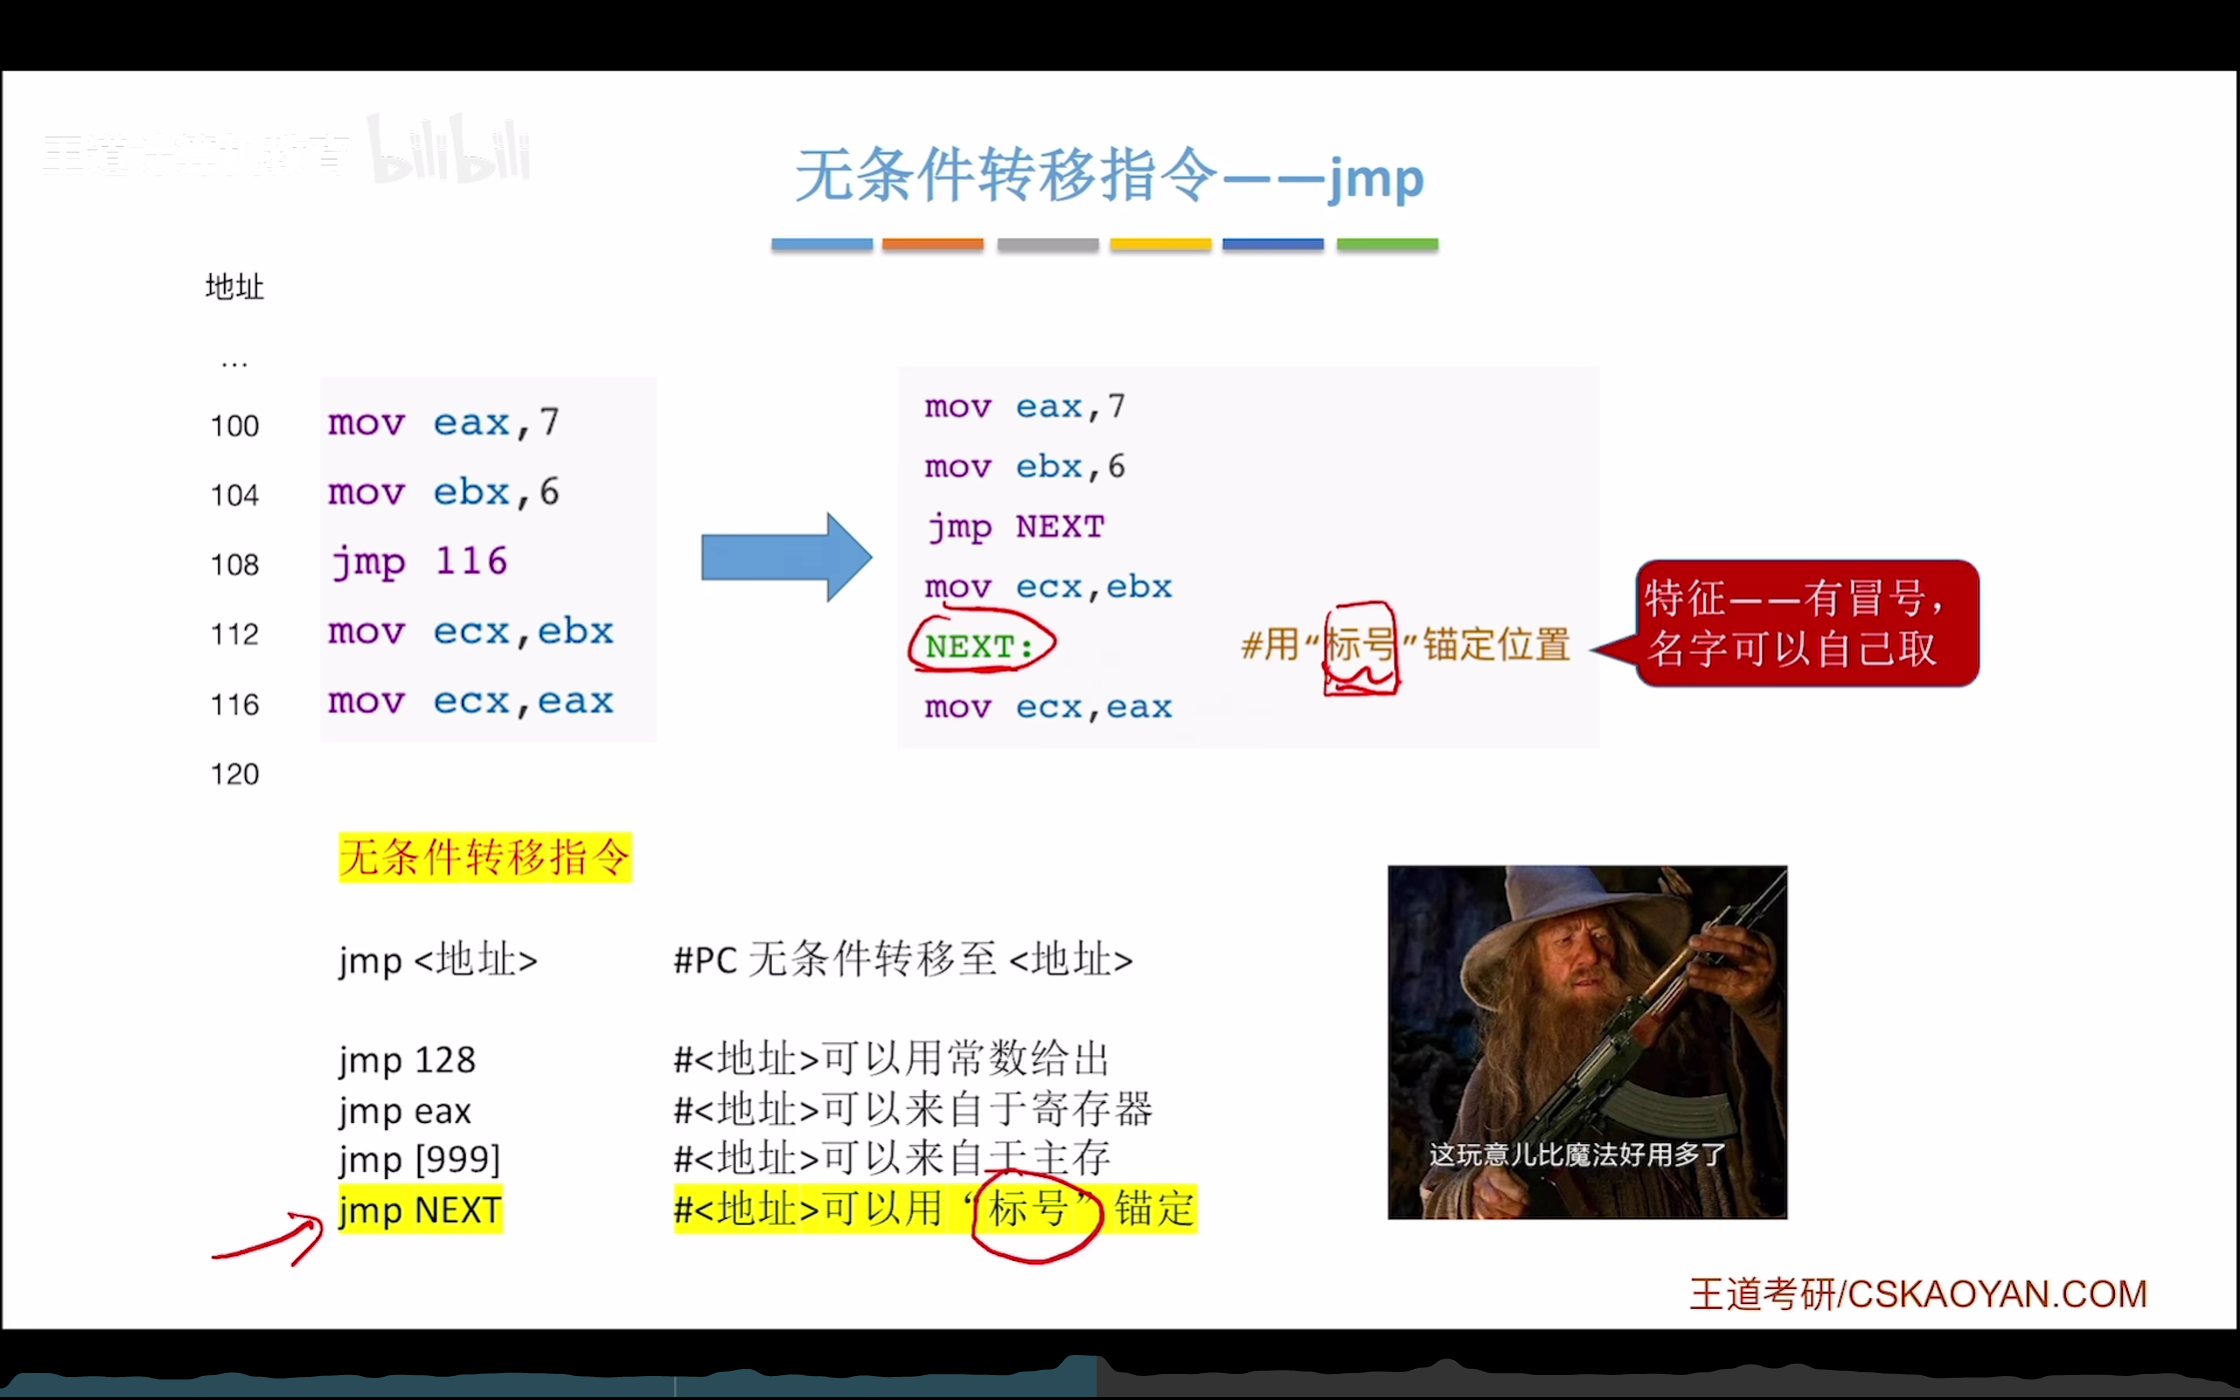 王道计算机教育 bilibili
无条件转移指令——jmp
地址
...
100 mov eax,7
104 mov ebx,6
108 jmp 116
112 mov ecx,ebx
116 mov ecx,eax
120
mov eax,7
mov ebx,6
jmp NEXT
mov ecx,ebx
NEXT: #用“标号”锚定位置
mov ecx,eax
特征——有冒号，
名字可以自己取
无条件转移指令
jmp <地址> #PC 无条件转移至 <地址>
jmp 128 #<地址>可以用常数给出
jmp eax #<地址>可以来自于寄存器
jmp [999] #<地址>可以来自于主存
jmp NEXT #<地址>可以用“标号”锚定
这玩意儿比魔法好用多了
王道考研/CSKAOYAN.COM